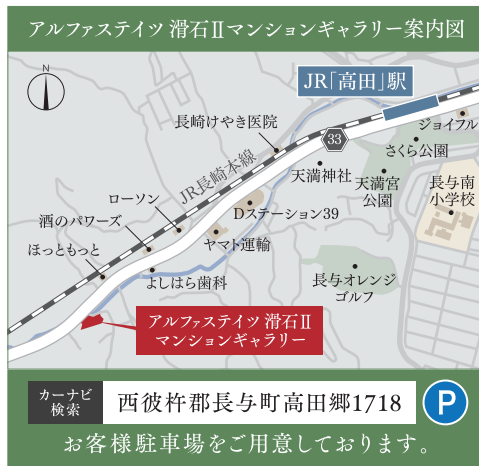 アルファステイツ 滑石Ⅱマンションギャラリー案内図
N
JR「高田」駅
長崎けやき医院
33
ジョイフル
さくら公園
JR長崎本線
天満神社
天満宮
公園
長与南
小学校
ローソン
Dステーション39
酒のパワーズ
ヤマト運輸
ほっともっと
よしはら歯科
長与オレンジ
ゴルフ
アルファステイツ 滑石Ⅱ
マンションギャラリー
カーナビ
検索
西彼杵郡長与町高田郷1718
P
お客様駐車場をご用意しております。